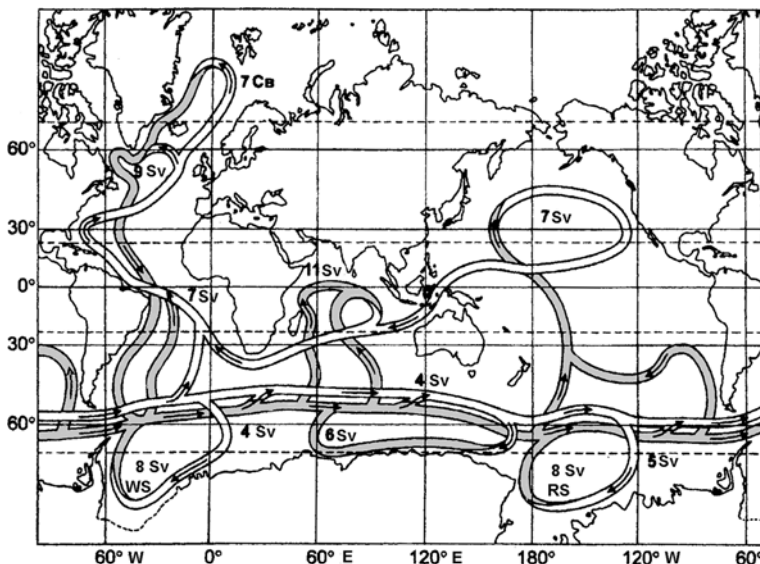 7 Св
60°
9 Sv
7 Sv
30°
11 Sv
0°
7 Sv
30°
4 Sv
60°
4 Sv
6 Sv
5 Sv
8 Sv
WS
8 Sv
RS
60° W
0°
60° E
120° E
180°
120° W
60°